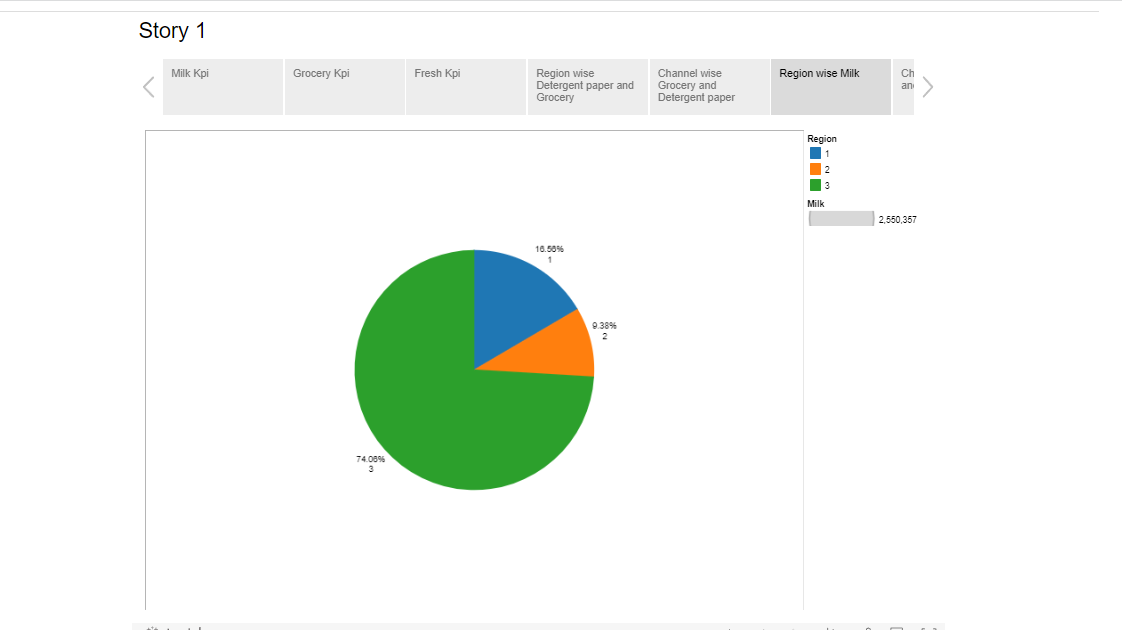 Story 1
Milk Kpi
Grocery Kpi
Fresh Kpi
Region wise
Detergent paper and
Grocery
Channel wise
Grocery and
Detergent paper
Region wise Milk
Region
1
2
3
Milk
2,550,357
16.56%
1
9.38%
2
74.06%
3